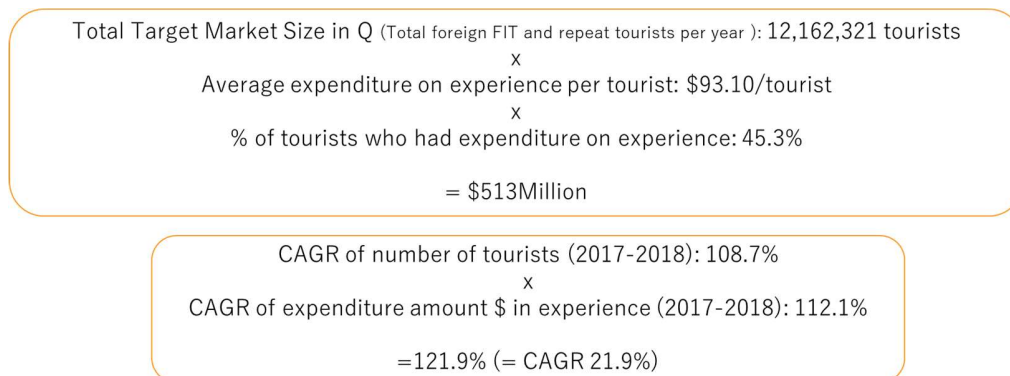 Total Target Market Size in Q (Total foreign FIT and repeat tourists per year ): 12,162,321 tourists
x
Average expenditure on experience per tourist: $93.10/tourist
x
% of tourists who had expenditure on experience: 45.3%
= $513Million
CAGR of number of tourists (2017-2018): 108.7%
x
CAGR of expenditure amount $ in experience (2017-2018): 112.1%
=121.9% (= CAGR 21.9%)